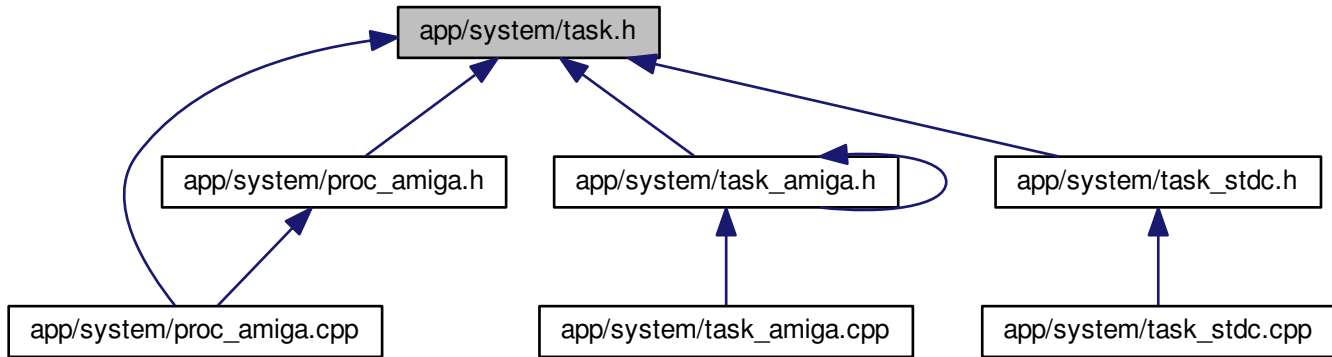 app/system/task.h
app/system/proc_amiga.h
app/system/task_amiga.h
app/system/task_stdc.h
app/system/proc_amiga.cpp
app/system/task_amiga.cpp
app/system/task_stdc.cpp